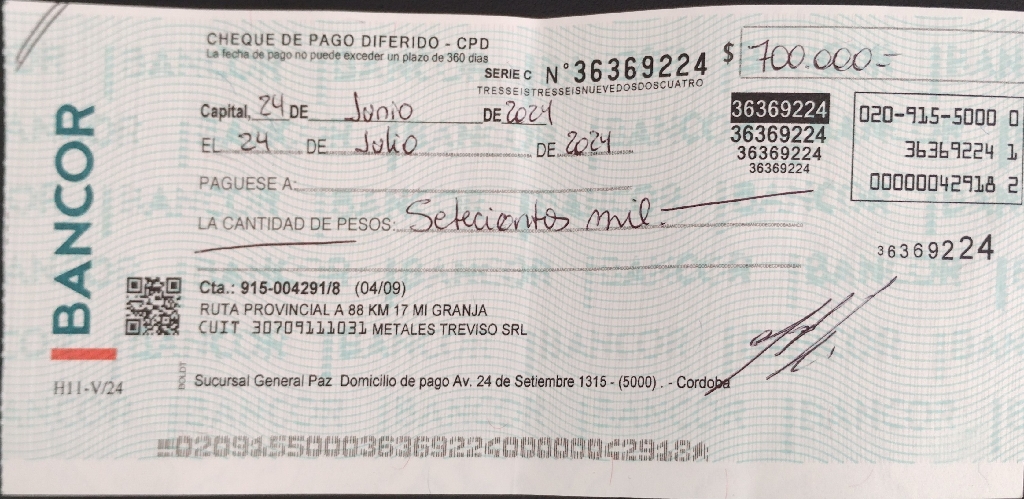 CHEQUE DE PAGO DIFERIDO - CPD
La fecha de pago no puede exceder un plazo de 360 días
SERIE C N° 36369224 $ 700.000=
TRESSEISTRESSEISNUEVEDOSDOSCUATRO
Capital, 24 DE Junio DE 2024
EL 24 DE Julio DE 2024
36369224
36369224
36369224
36369224
020-915-5000 0
36369224 1
00000042918 2
PAGUESE A:
LA CANTIDAD DE PESOS: Setecientos mil
36369224
BANCOR
Cta.: 915-004291/8 (04/09)
RUTA PROVINCIAL A 88 KM 17 MI GRANJA
CUIT 30709111031 METALES TREVISO SRL
H11-V/24
BOLDT
Sucursal General Paz Domicilio de pago Av. 24 de Setiembre 1315 - (5000) . - Cordoba
02091550003636922400000042918